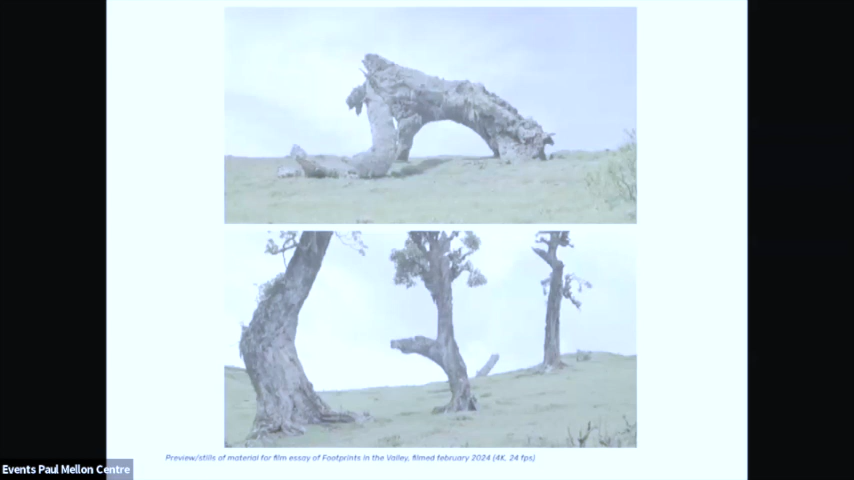 Preview/stills of material for film essay of Footprints in the Valley, filmed february 2024 (4K, 24 fps)
Events Paul Mellon Centre